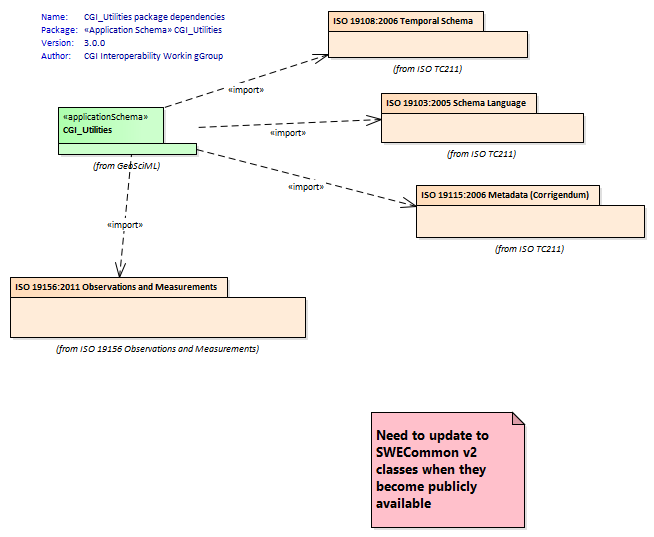 Name: CGI_Utilities package dependencies
Package: «Application Schema» CGI_Utilities
Version: 3.0.0
Author: CGI Interoperability Workin gGroup
ISO 19108:2006 Temporal Schema
(from ISO TC211)
«import»
ISO 19103:2005 Schema Language
(from ISO TC211)
«import»
«applicationSchema»
CGI_Utilities
(from GeoSciML)
«import»
ISO 19115:2006 Metadata (Corrigendum)
(from ISO TC211)
«import»
ISO 19156:2011 Observations and Measurements
(from ISO 19156 Observations and Measurements)
Need to update to
SWECommon v2
classes when they
become publicly
available